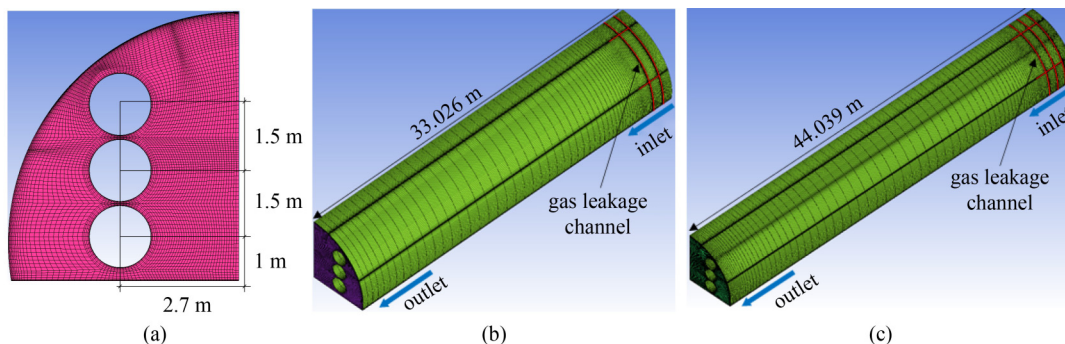 1.5 m
1.5 m
1 m
2.7 m
(a)
33.026 m
inlet
gas leakage
channel
outlet
(b)
44.039 m
inlet
gas leakage
channel
outlet
(c)